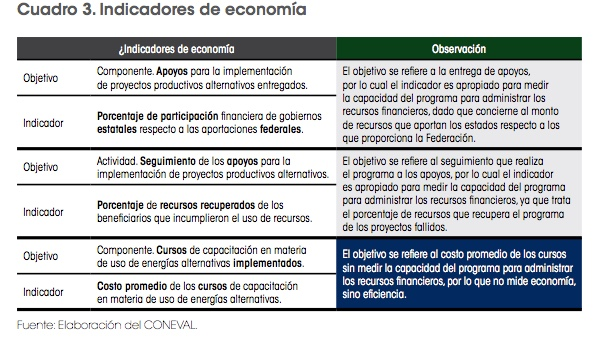 Cuadro 3. Indicadores de economía
¿Indicadores de economía
Observación
Objetivo
Componente. Apoyos para la implementación
de proyectos productivos alternativos entregados.
Indicador
Porcentaje de participación financiera de gobiernos
estatales respecto a las aportaciones federales.
El objetivo se refiere a la entrega de apoyos,
por lo cual el indicador es apropiado para medir
la capacidad del programa para administrar los
recursos financieros, dado que concierne al monto
de recursos que aportan los estados respecto a los
que proporciona la Federación.
Objetivo
Actividad. Seguimiento de los apoyos para la
implementación de proyectos productivos alternativos.
Indicador
Porcentaje de recursos recuperados de los
beneficiarios que incumplieron el uso de recursos.
El objetivo se refiere al seguimiento que realiza
el programa a los apoyos, por lo cual el indicador
es apropiado para medir la capacidad del programa
para administrar los recursos financieros, ya que trata
el porcentaje de recursos que recupera el programa
de los proyectos fallidos.
Objetivo
Componente. Cursos de capacitación en materia
de uso de energías alternativas implementados.
Indicador
Costo promedio de los cursos de capacitación
en materia de uso de energías alternativas.
El objetivo se refiere al costo promedio de los cursos
sin medir la capacidad del programa para administrar
los recursos financieros, por lo que no mide economía,
sino eficiencia.
Fuente: Elaboración del CONEVAL.